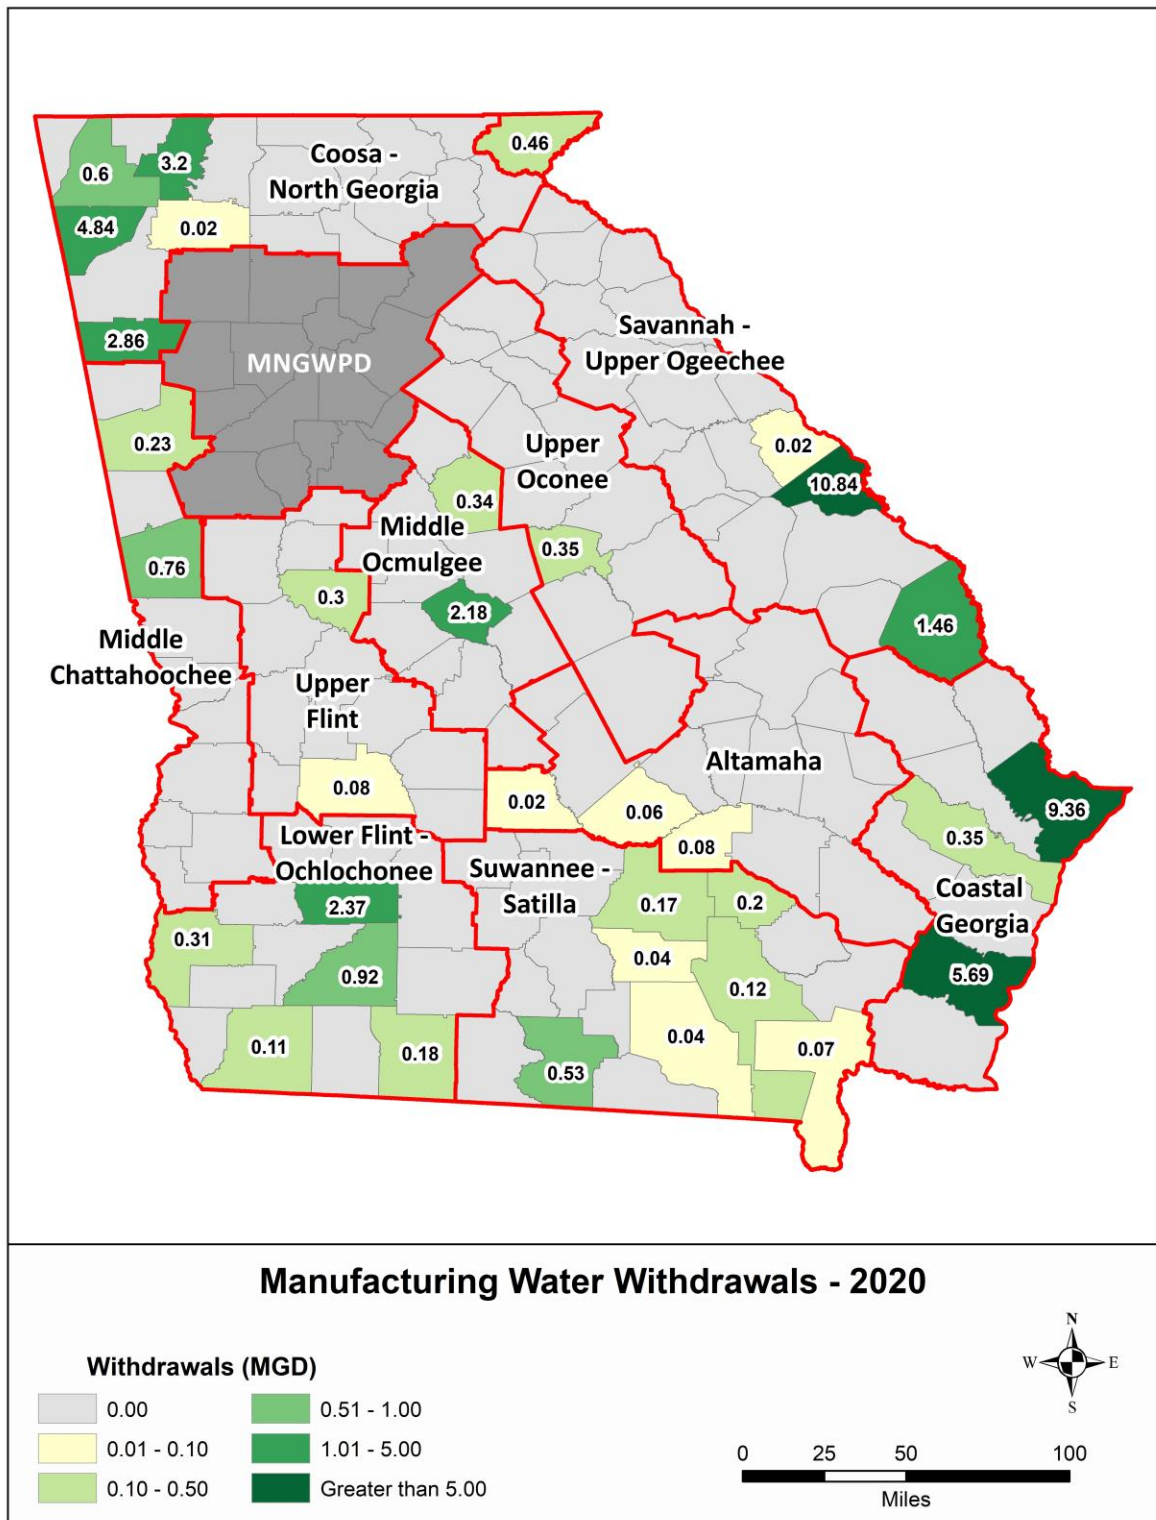 0.46
Coosa -
North Georgia
3.2
0.6
4.84
0.02
Savannah -
Upper Ogeechee
2.86
MNGWPD
0.23
Upper
Oconee
0.02
10.84
0.34
Middle
Ocmulgee
0.35
0.76
0.3
2.18
1.46
Middle
Chattahoochee
Upper
Flint
Altamaha
0.08
0.02
0.06
9.36
0.35
0.08
Lower Flint -
Ochlochonee
Suwannee -
Satilla
Coastal
Georgia
2.37
0.17
0.2
0.31
0.04
0.92
5.69
0.12
0.04
0.07
0.11
0.18
0.53
Manufacturing Water Withdrawals - 2020
Withdrawals (MGD)
0.00
0.01 - 0.10
0.10 - 0.50
0.51 - 1.00
1.01 - 5.00
Greater than 5.00
N
W E
S
0 25 50 100
Miles